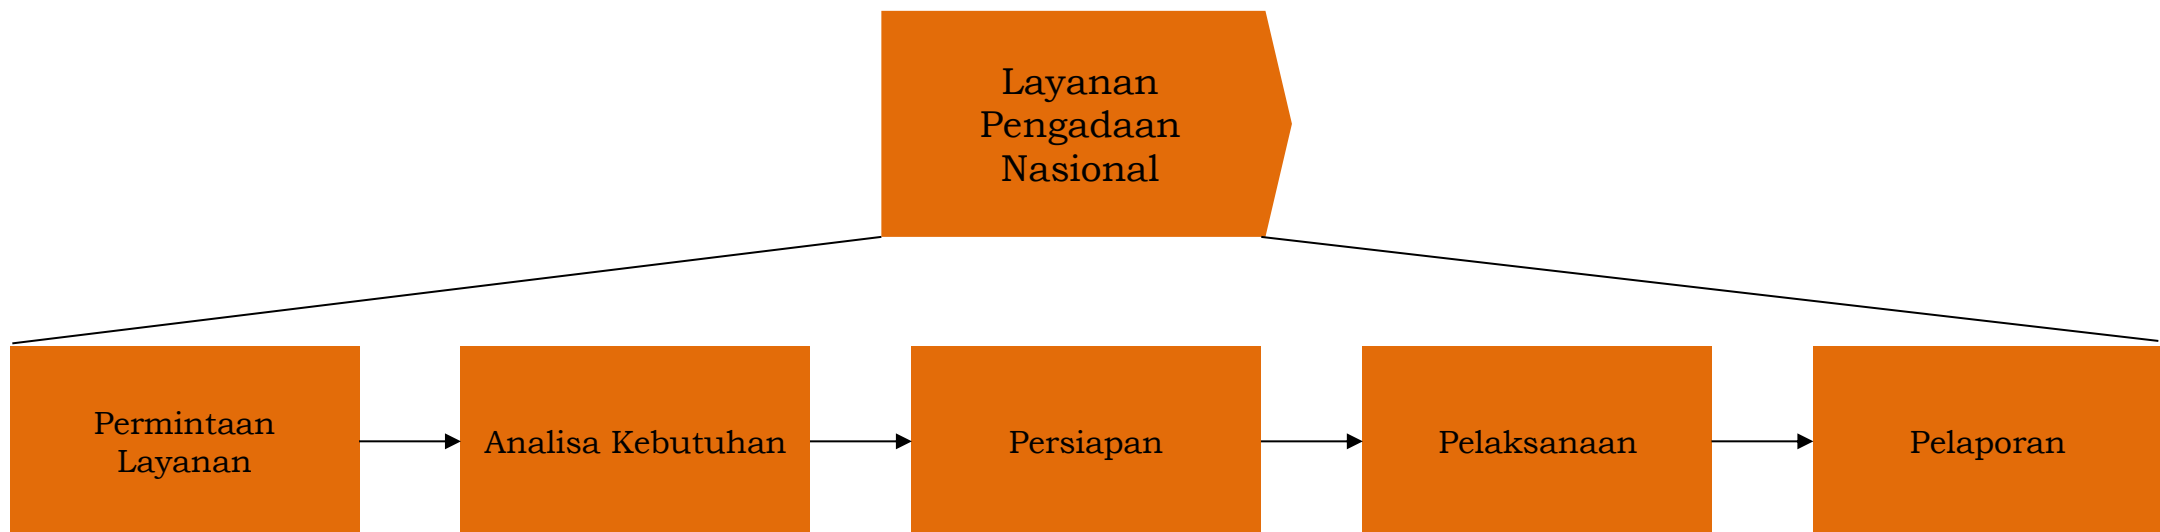 Layanan
Pengadaan
Nasional
Permintaan
Layanan
Analisa Kebutuhan
Persiapan
Pelaksanaan
Pelaporan